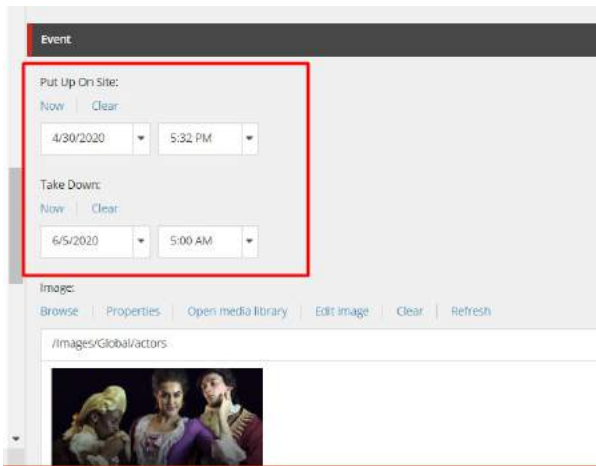 Event
Put Up On Site:
Now | Clear
4/30/2020 5:32 PM
Take Down:
Now | Clear
6/5/2020 5:00 AM
Image:
Browse | Properties | Open media library | Edit image | Clear | Refresh
/Images/Global/actors